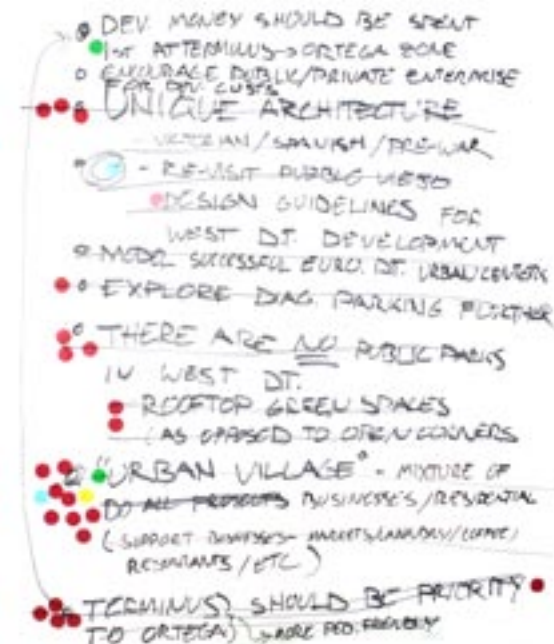 DEV. MONEY SHOULD BE SPENT
1ST AT TERMINUS → ORTEGA ZONE
ENCOURAGE PUBLIC/PRIVATE ENTERPRISE
FOR DEV.
UNIQUE ARCHITECTURE
/SPANISH/PRE-WAR
- RE-VISIT PUEBLO VIEJO
DESIGN GUIDELINES FOR
WEST DT. DEVELOPMENT
MODEL SUCCESSFUL EURO. DT. URBAN CENTERS
EXPLORE DIAG. PARKING FURTHER
THERE ARE NO PUBLIC PARKS
IN WEST DT.
ROOFTOP GREEN SPACES
(AS OPPOSED TO OPEN CORNERS
"URBAN VILLAGE" - MIXTURE OF
DO ALL PROJECTS BUSINESSES/RESIDENTIAL
(SUPPORT BUSINESSES - MARKETS/LAUNDRY/COFFEE/
RESTAURANTS/ETC)
TERMINUS) SHOULD BE PRIORITY
TO ORTEGA) MORE PED. FRIENDLY